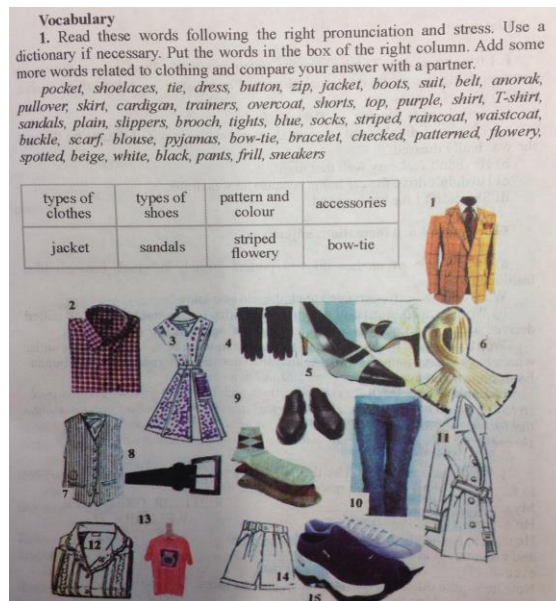 Vocabulary
1. Read these words following the right pronunciation and stress. Use a
dictionary if necessary. Put the words in the box of the right column. Add some
more words related to clothing and compare your answer with a partner.
pocket, shoelaces, tie, dress, button, zip, jacket, boots, suit, belt, anorak,
pullover, skirt, cardigan, trainers, overcoat, shorts, top, purple, shirt, T-shirt,
sandals, plain, slippers, brooch, tights, blue, socks, striped, raincoat, waistcoat,
buckle, scarf, blouse, pyjamas, bow-tie, bracelet, checked, patterned, flowery,
spotted, beige, white, black, pants, frill, sneakers
types of clothes
types of shoes
pattern and colour
accessories
jacket
sandals
striped flowery
bow-tie
1
2
3
4
5
6
7
8
9
10
11
12
13
14
15